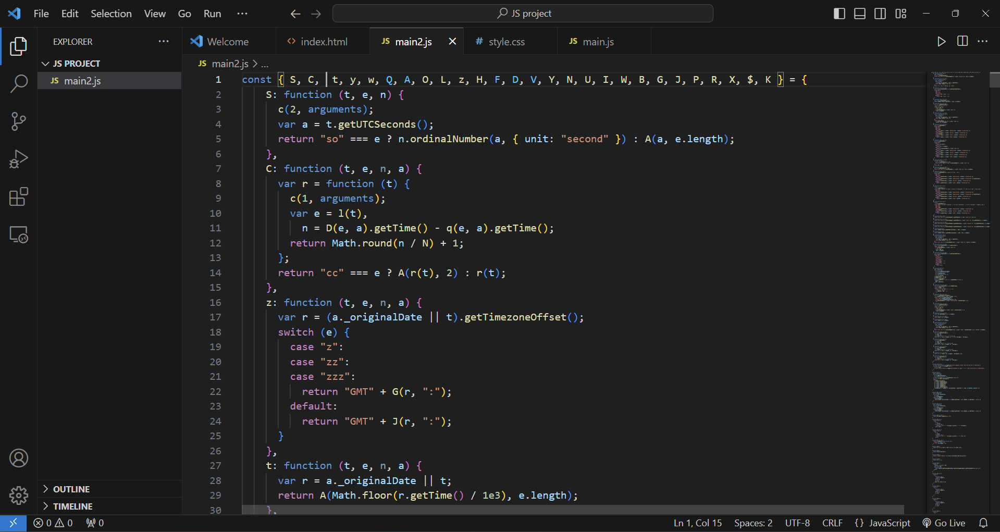 File Edit Selection View Go Run ···
JS project
EXPLORER ···
JS PROJECT
JS main2.js
OUTLINE
TIMELINE
Welcome
<> index.html
JS main2.js
# style.css
JS main.js
JS main2.js > ...
1 const { S, C, t, y, w, Q, A, O, L, z, H, F, D, V, Y, N, U, I, W, B, G, J, P, R, X, $, K } = {
2 S: function (t, e, n) {
3 c(2, arguments);
4 var a = t.getUTCSeconds();
5 return "so" === e ? n.ordinalNumber(a, { unit: "second" }) : A(a, e.length);
6 },
7 C: function (t, e, n, a) {
8 var r = function (t) {
9 c(1, arguments);
10 var e = l(t),
11 n = D(e, a).getTime() - q(e, a).getTime();
12 return Math.round(n / N) + 1;
13 };
14 return "cc" === e ? A(r(t), 2) : r(t);
15 },
16 z: function (t, e, n, a) {
17 var r = (a._originalDate || t).getTimezoneOffset();
18 switch (e) {
19 case "z":
20 case "zz":
21 case "zzz":
22 return "GMT" + G(r, ":");
23 default:
24 return "GMT" + J(r, ":");
25 }
26 },
27 t: function (t, e, n, a) {
28 var r = a._originalDate || t;
29 return A(Math.floor(r.getTime() / 1e3), e.length);
30 },
0 0 0
Ln 1, Col 15 Spaces: 2 UTF-8 CRLF {} JavaScript Go Live